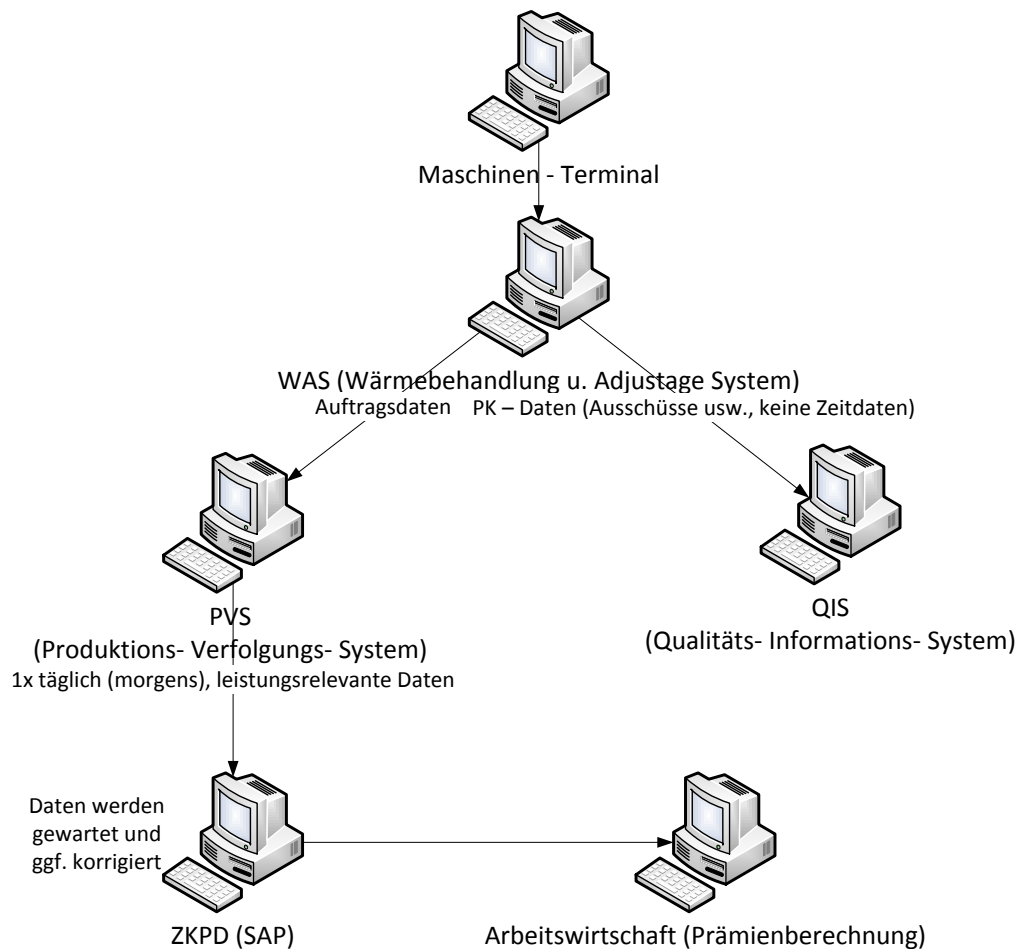 Maschinen - Terminal
WAS (Wärmebehandlung u. Adjustage System)
Auftragsdaten
PK – Daten (Ausschüsse usw., keine Zeitdaten)
PVS
(Produktions- Verfolgungs- System)
1x täglich (morgens), leistungsrelevante Daten
QIS
(Qualitäts- Informations- System)
Daten werden
gewartet und
ggf. korrigiert
ZKPD (SAP)
Arbeitswirtschaft (Prämienberechnung)